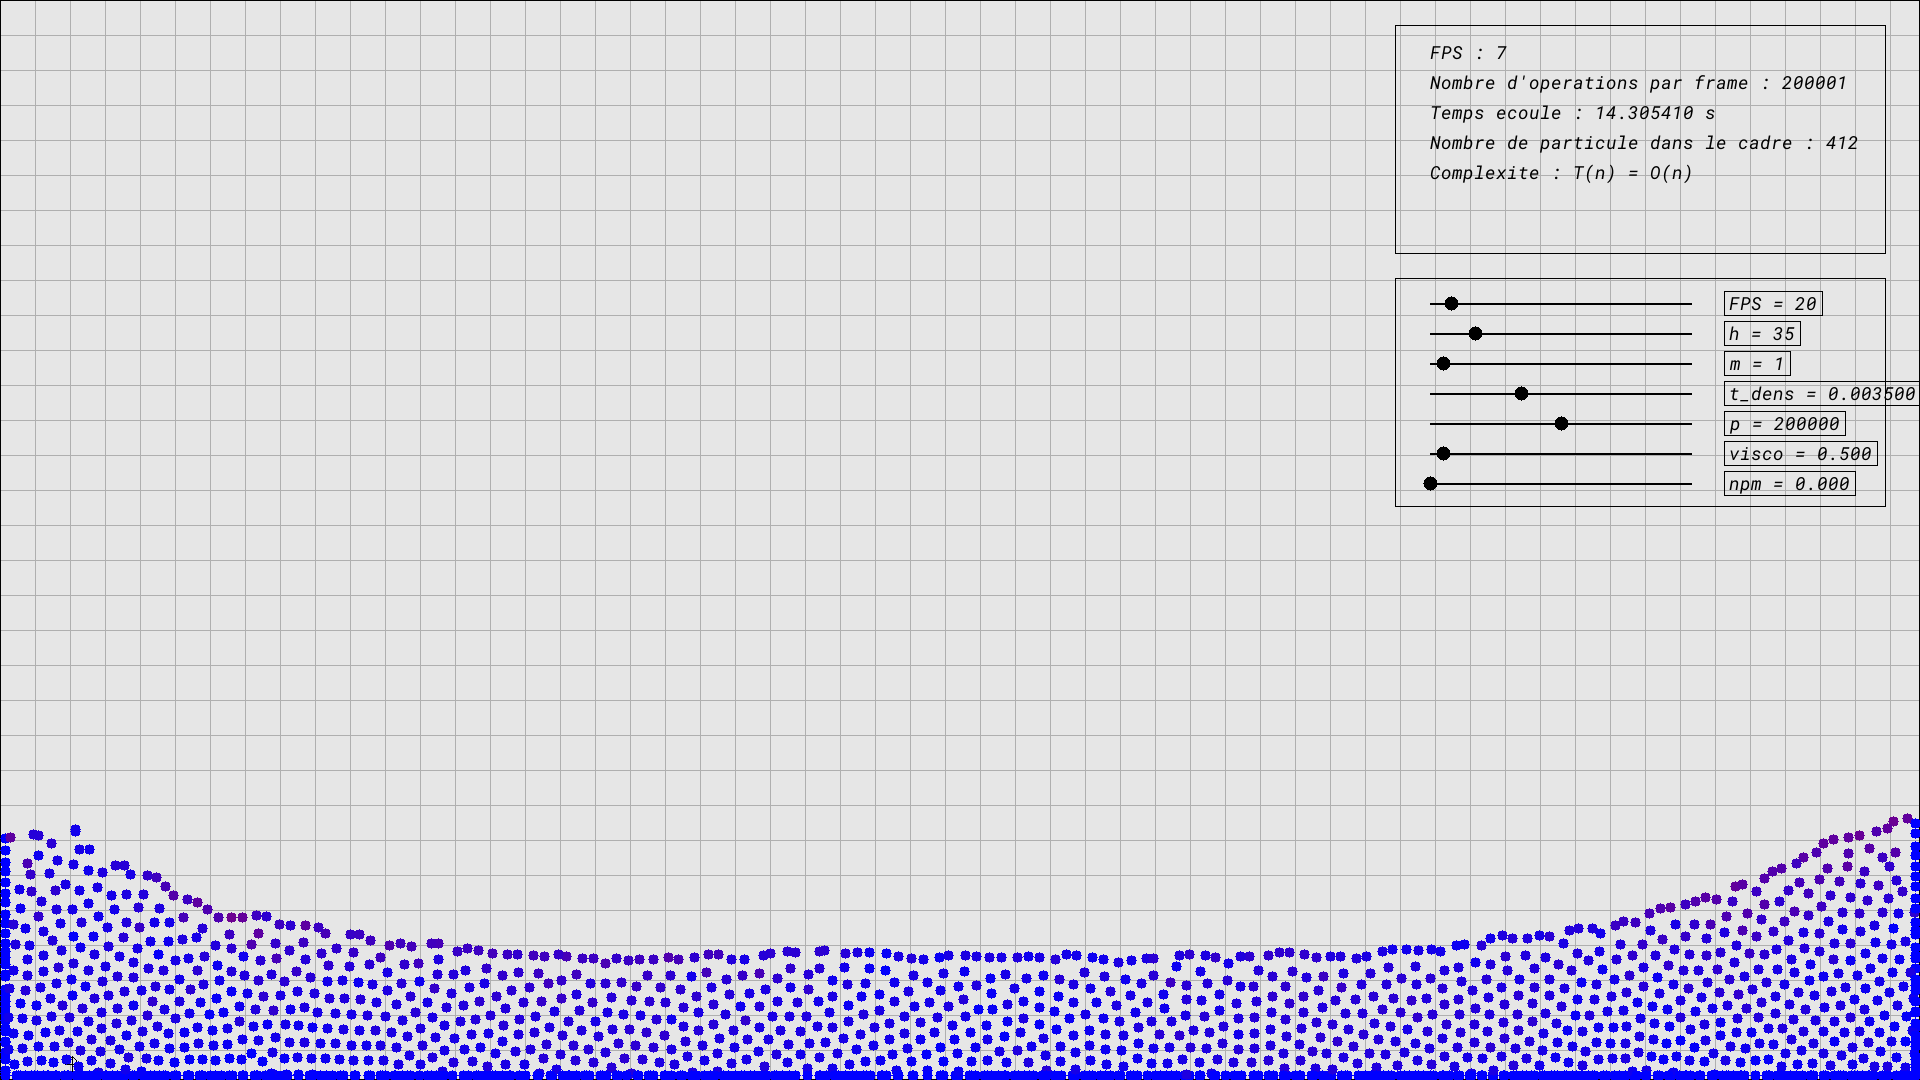 FPS : 7
Nombre d'operations par frame : 200001
Temps ecoule : 14.305410 s
Nombre de particule dans le cadre : 412
Complexite : T(n) = O(n)
FPS = 20
h = 35
m = 1
t_dens = 0.003500
p = 200000
visco = 0.500
npm = 0.000